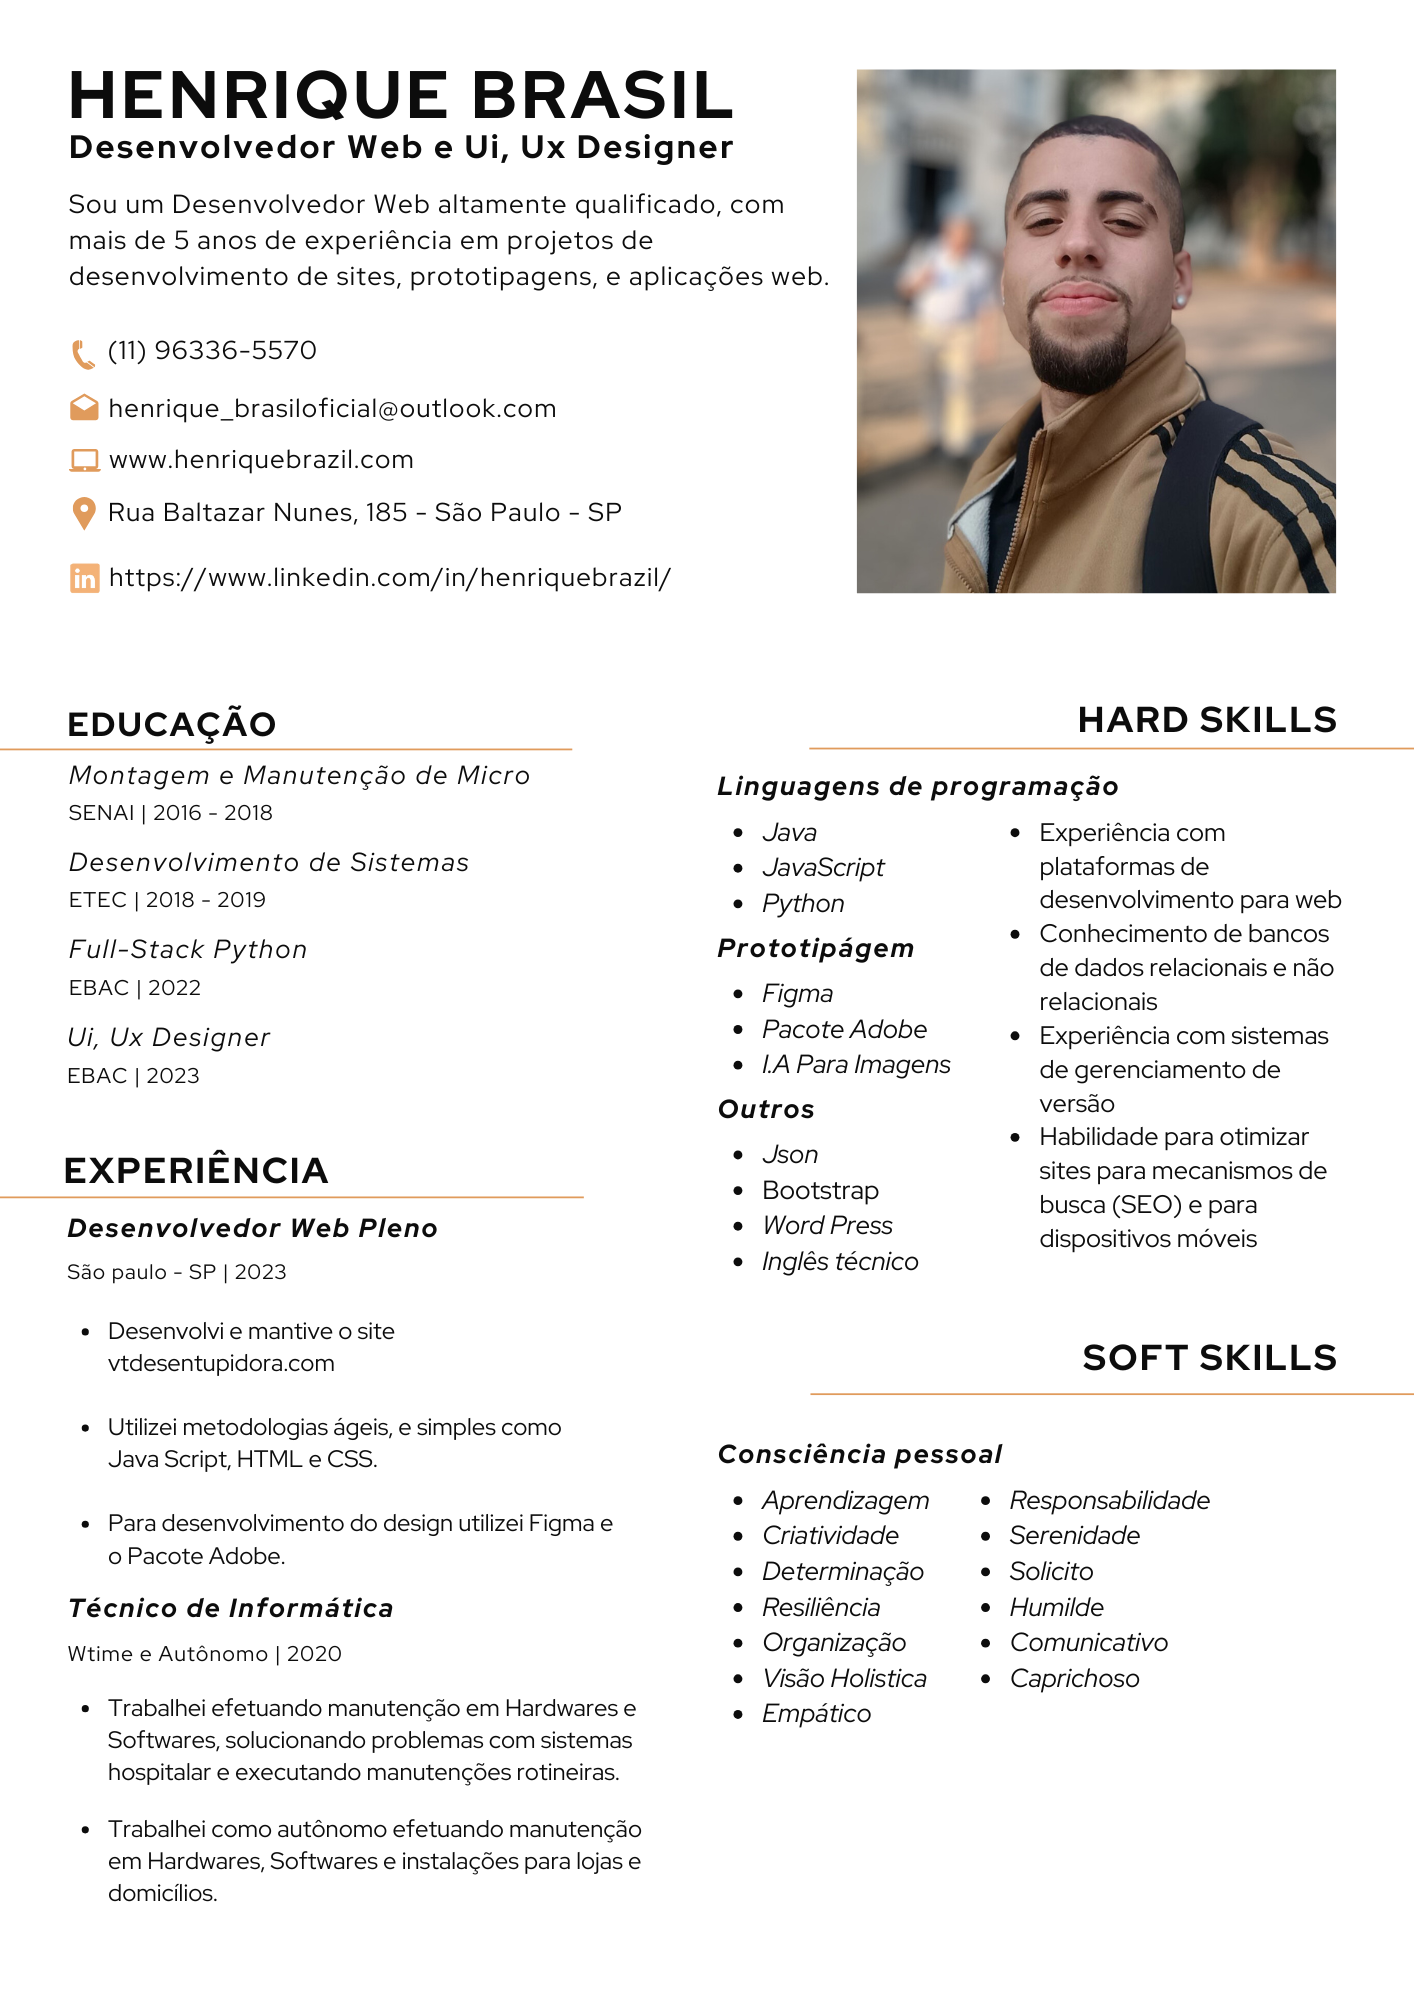 HENRIQUE BRASIL
Desenvolvedor Web e Ui, Ux Designer
Sou um Desenvolvedor Web altamente qualificado, com
mais de 5 anos de experiência em projetos de
desenvolvimento de sites, prototipagens, e aplicações web.
(11) 96336-5570
henrique_brasiloficial@outlook.com
www.henriquebrazil.com
Rua Baltazar Nunes, 185 - São Paulo - SP
in https://www.linkedin.com/in/henriquebrazil/
EDUCAÇÃO
Montagem e Manutenção de Micro
SENAI | 2016 - 2018
Desenvolvimento de Sistemas
ETEC | 2018 - 2019
Full-Stack Python
EBAC | 2022
Ui, Ux Designer
EBAC | 2023
EXPERIÊNCIA
Desenvolvedor Web Pleno
São paulo - SP | 2023
• Desenvolvi e mantive o site
vtdesentupidora.com
• Utilizei metodologias ágeis, e simples como
Java Script, HTML e CSS.
• Para desenvolvimento do design utilizei Figma e
o Pacote Adobe.
Técnico de Informática
Wtime e Autônomo | 2020
• Trabalhei efetuando manutenção em Hardwares e
Softwares, solucionando problemas com sistemas
hospitalar e executando manutenções rotineiras.
• Trabalhei como autônomo efetuando manutenção
em Hardwares, Softwares e instalações para lojas e
domicílios.
HARD SKILLS
Linguagens de programação
• Java
• JavaScript
• Python
Prototipágem
• Figma
• Pacote Adobe
• I.A Para Imagens
Outros
• Json
• Bootstrap
• Word Press
• Inglês técnico
• Experiência com
plataformas de
desenvolvimento para web
• Conhecimento de bancos
de dados relacionais e não
relacionais
• Experiência com sistemas
de gerenciamento de
versão
• Habilidade para otimizar
sites para mecanismos de
busca (SEO) e para
dispositivos móveis
SOFT SKILLS
Consciência pessoal
• Aprendizagem
• Criatividade
• Determinação
• Resiliência
• Organização
• Visão Holistica
• Empático
• Responsabilidade
• Serenidade
• Solicito
• Humilde
• Comunicativo
• Caprichoso